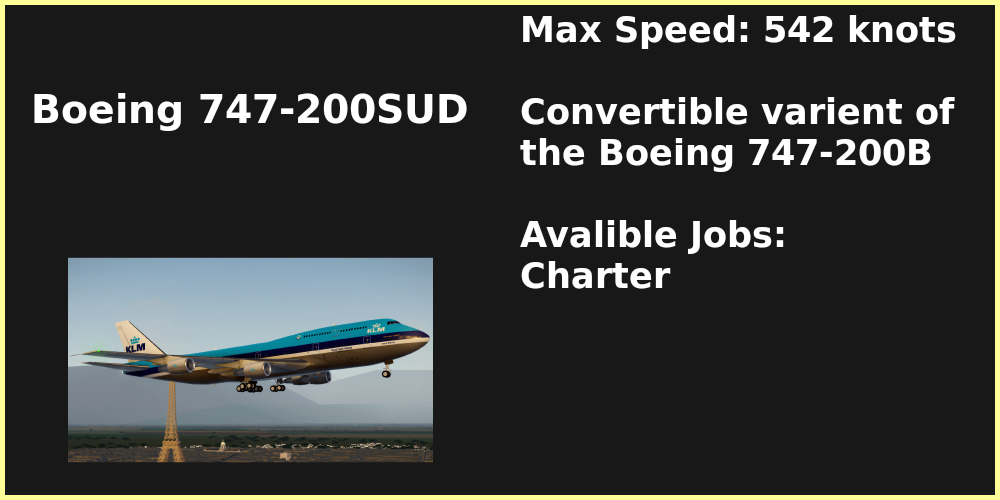 Boeing 747-200SUD
Max Speed: 542 knots
Convertible varient of
the Boeing 747-200B
Avalible Jobs:
Charter
KLM
KLM